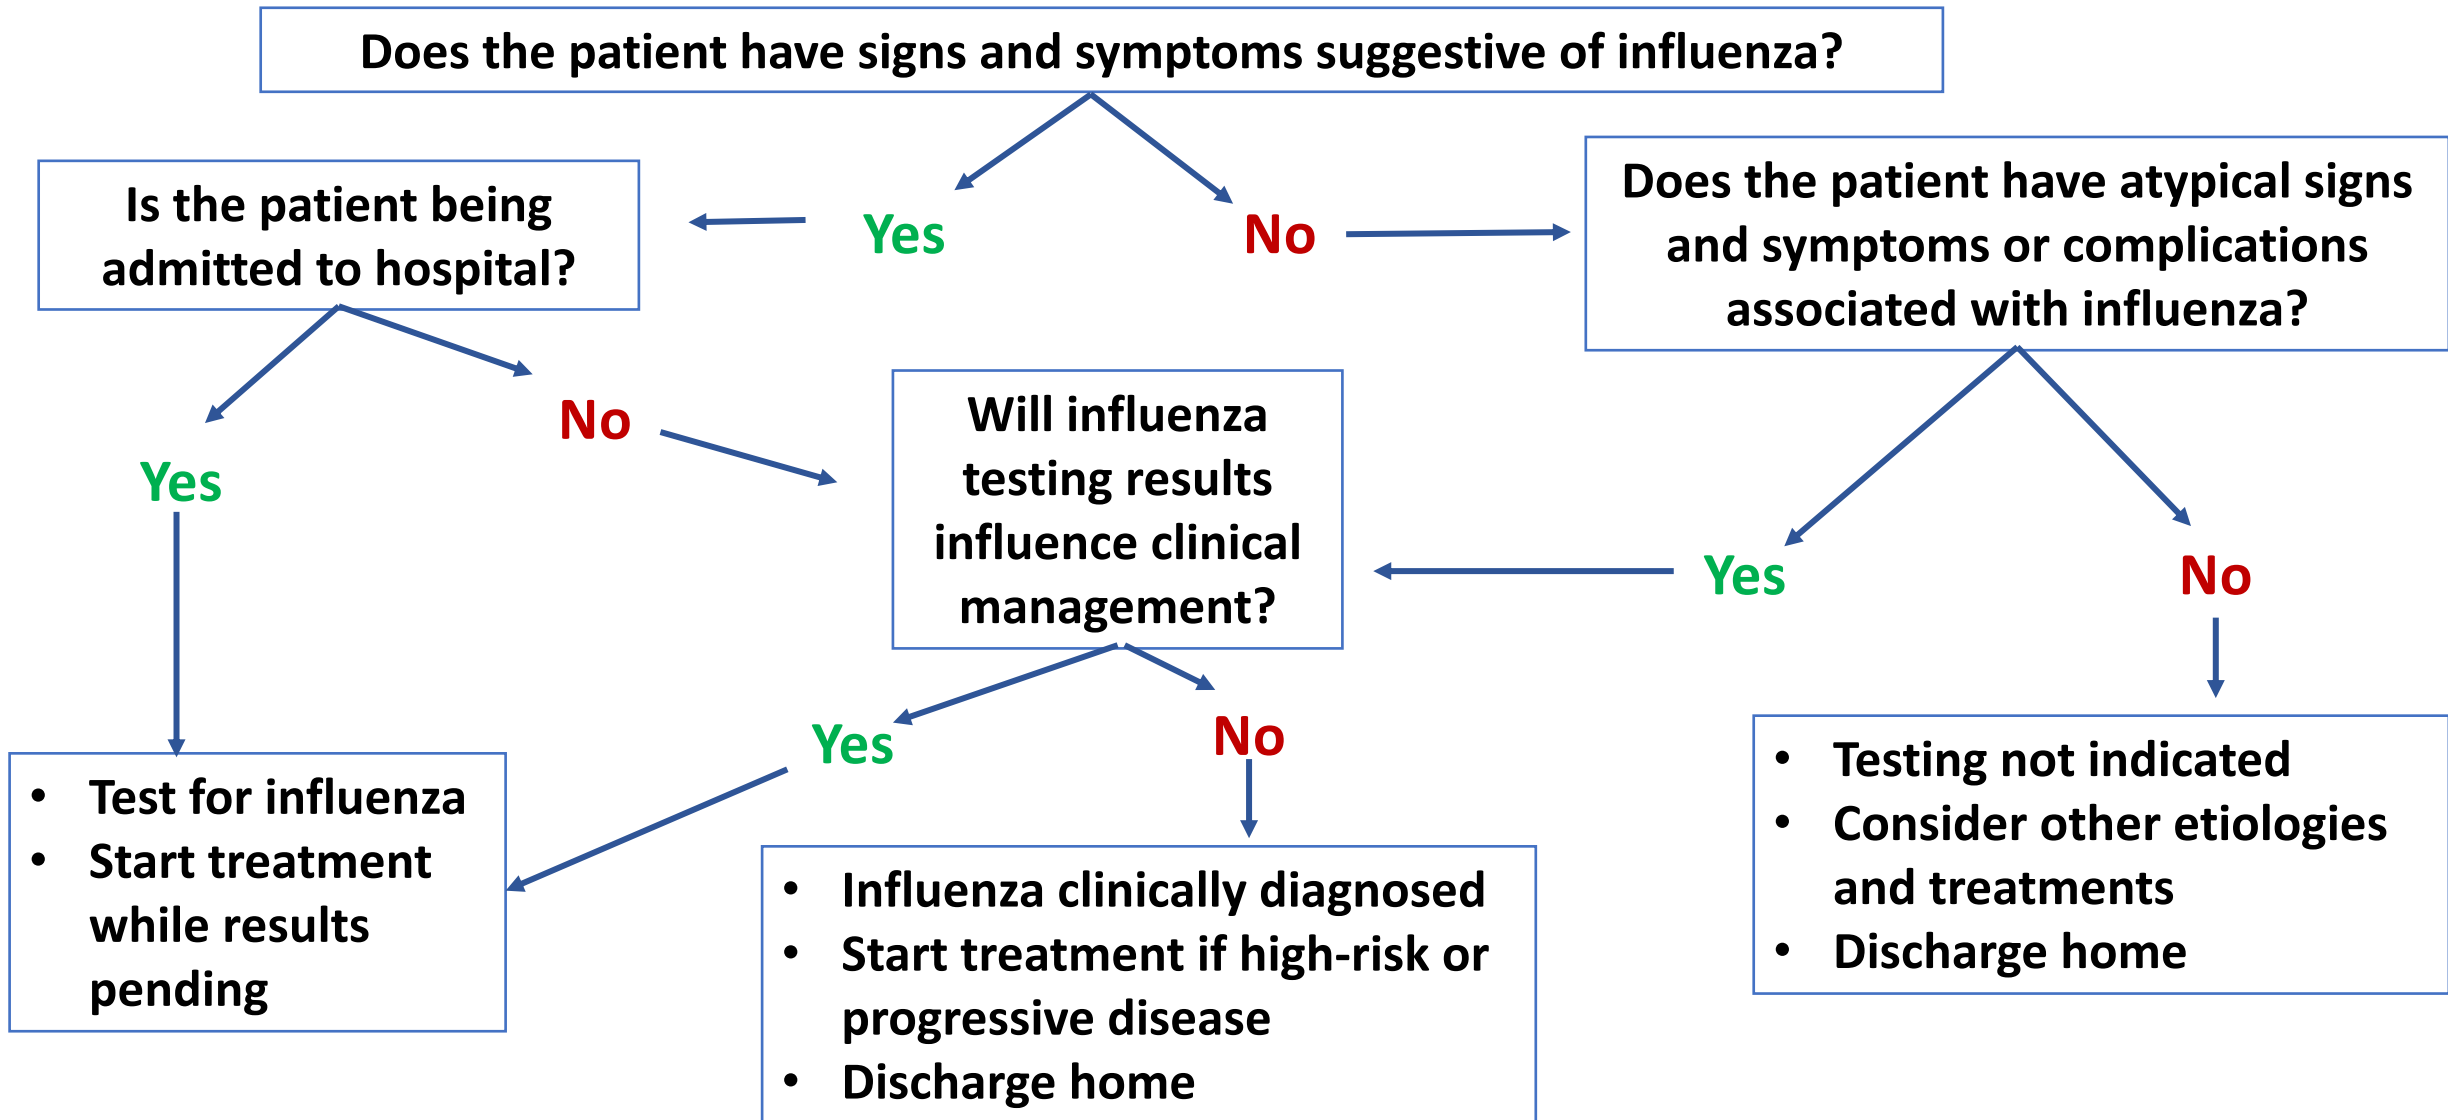 Does the patient have signs and symptoms suggestive of influenza?
Is the patient being
admitted to hospital?
Yes
No
Does the patient have atypical signs
and symptoms or complications
associated with influenza?
Yes
No
Will influenza
testing results
influence clinical
management?
Yes
No
Yes
No
• Test for influenza
• Start treatment
while results
pending
• Influenza clinically diagnosed
• Start treatment if high-risk or
progressive disease
• Discharge home
• Testing not indicated
• Consider other etiologies
and treatments
• Discharge home